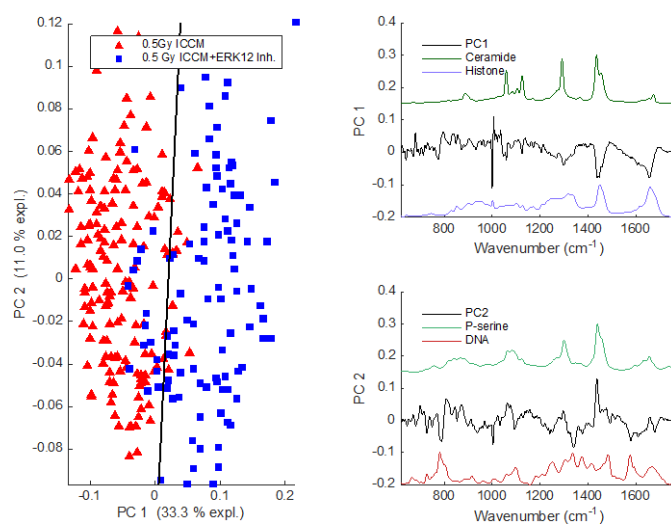 0.5Gy ICCM
0.5 Gy ICCM+ERK12 Inh.
0.12
0.1
0.08
0.06
0.04
0.02
0
-0.02
-0.04
-0.06
-0.08
PC 2 (11.0 % expl.)
-0.1
0
0.1
0.2
PC 1 (33.3 % expl.)
PC1
Ceramide
Histone
0.4
0.3
0.2
0.1
0
-0.1
-0.2
PC 1
800
1000
1200
1400
1600
Wavenumber (cm-1)
PC2
P-serine
DNA
0.4
0.3
0.2
0.1
0
-0.1
-0.2
PC 2
800
1000
1200
1400
1600
Wavenumber (cm-1)